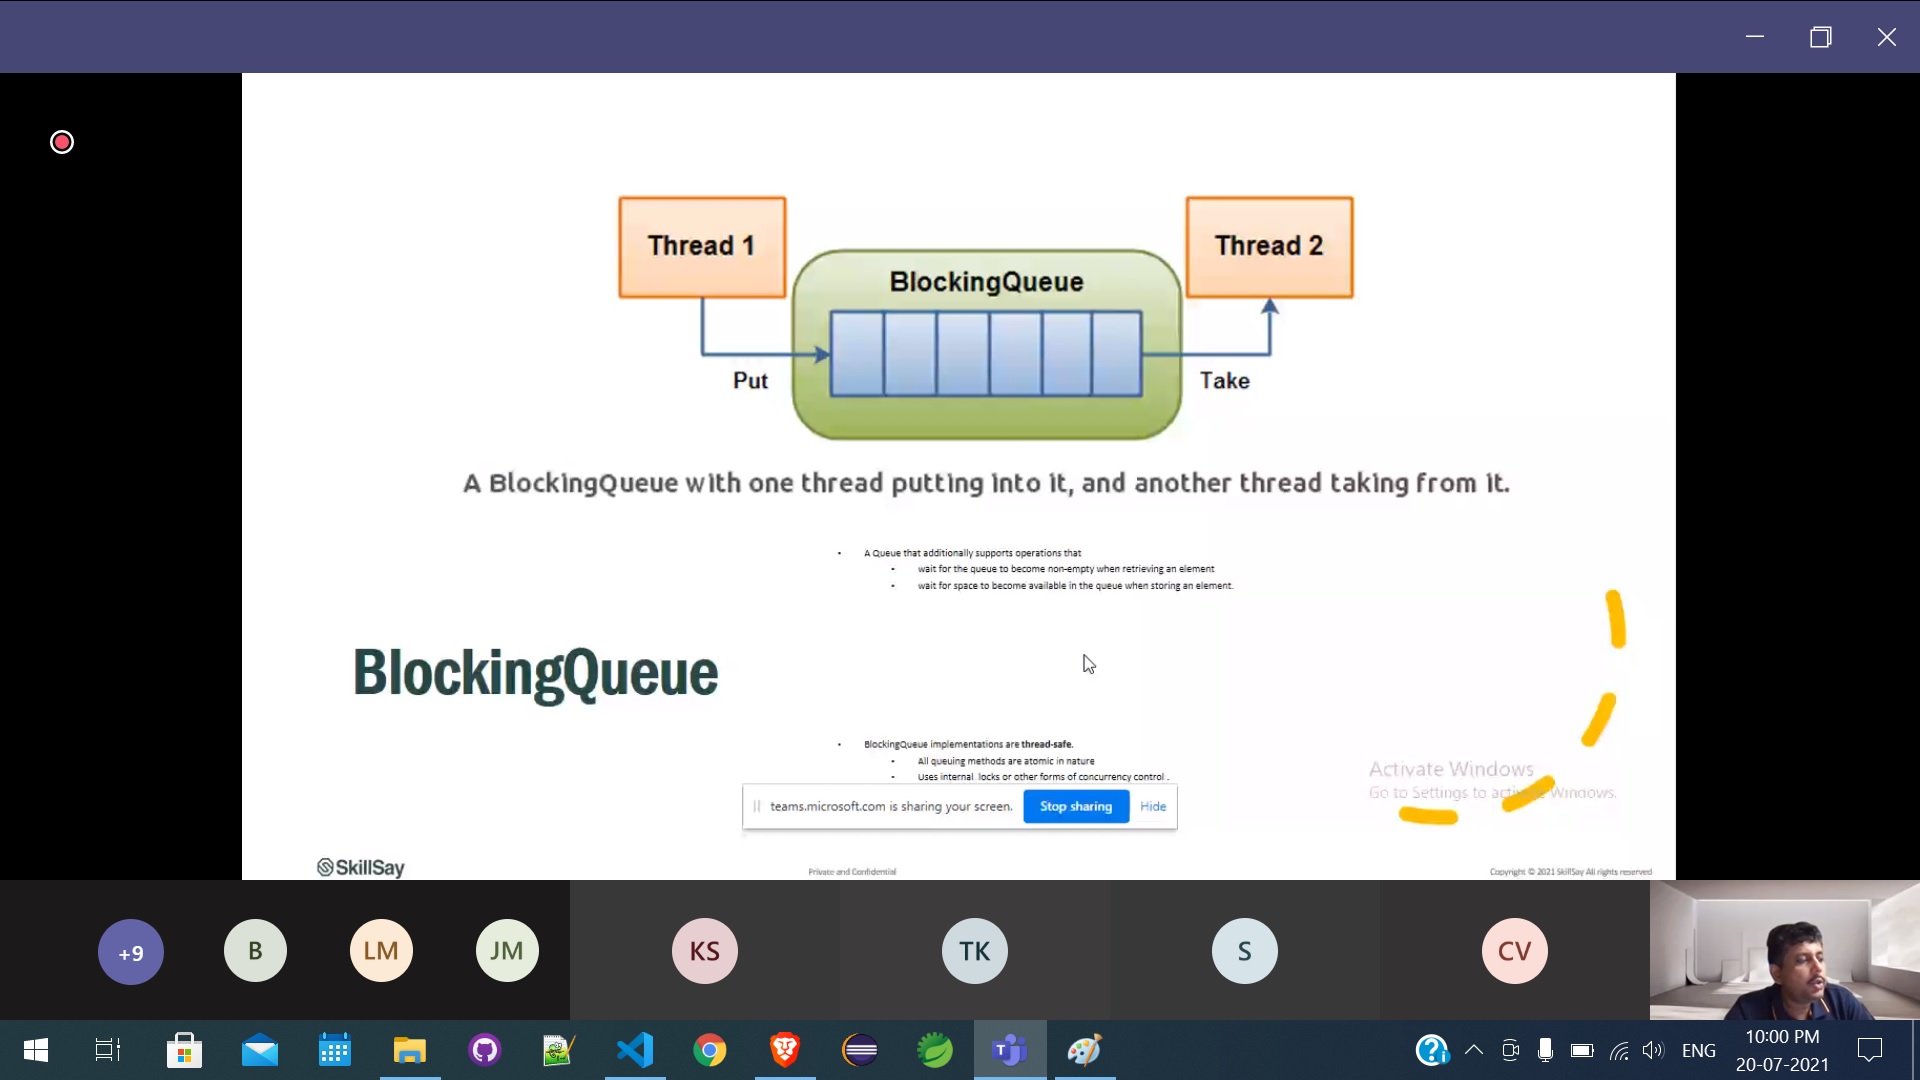 Thread 1
Thread 2
BlockingQueue
Put
Take
A BlockingQueue with one thread putting into it, and another thread taking from it.
• A Queue that additionally supports operations that
• wait for the queue to become non-empty when retrieving an element
• wait for space to become available in the queue when storing an element.
BlockingQueue
• BlockingQueue implementations are thread-safe.
• All queuing methods are atomic in nature
• Uses internal locks or other forms of concurrency control .
Activate Windows
Go to Settings to activate Windows.
teams.microsoft.com is sharing your screen.
Stop sharing
Hide
SkillSay
Private and Confidential
Copyright © 2021 SkillSay All rights reserved
+9
B
LM
JM
KS
TK
S
CV
ENG
10:00 PM
20-07-2021